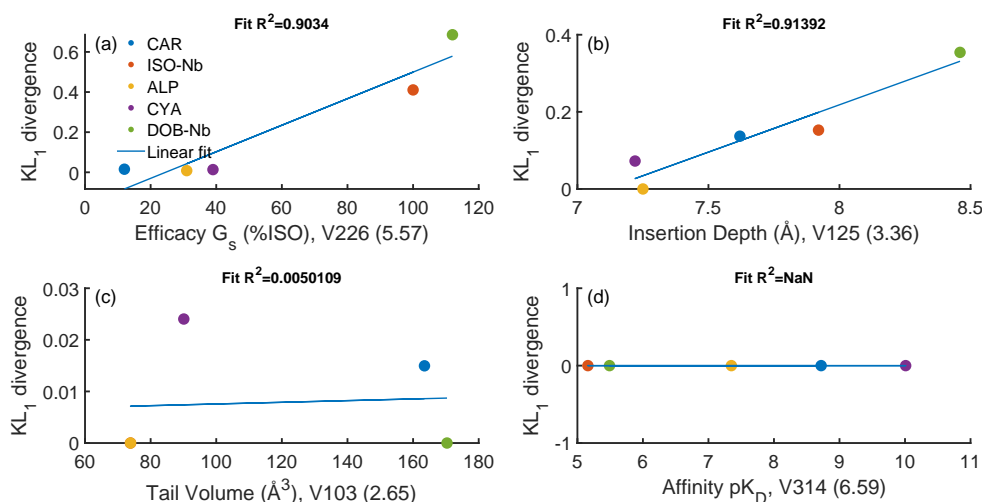 Fit R²=0.9034
(a)
CAR
ISO-Nb
ALP
CYA
DOB-Nb
Linear fit
KL₁ divergence
0.6
0.4
0.2
0
0 20 40 60 80 100 120
Efficacy Gₛ (%ISO), V226 (5.57)
Fit R²=0.91392
(b)
KL₁ divergence
0.4
0.2
0
7 7.5 8 8.5
Insertion Depth (Å), V125 (3.36)
Fit R²=0.0050109
(c)
KL₁ divergence
0.03
0.02
0.01
0
60 80 100 120 140 160 180
Tail Volume (Å³), V103 (2.65)
Fit R²=NaN
(d)
KL₁ divergence
1
0
-1
5 6 7 8 9 10 11
Affinity pK_D, V314 (6.59)